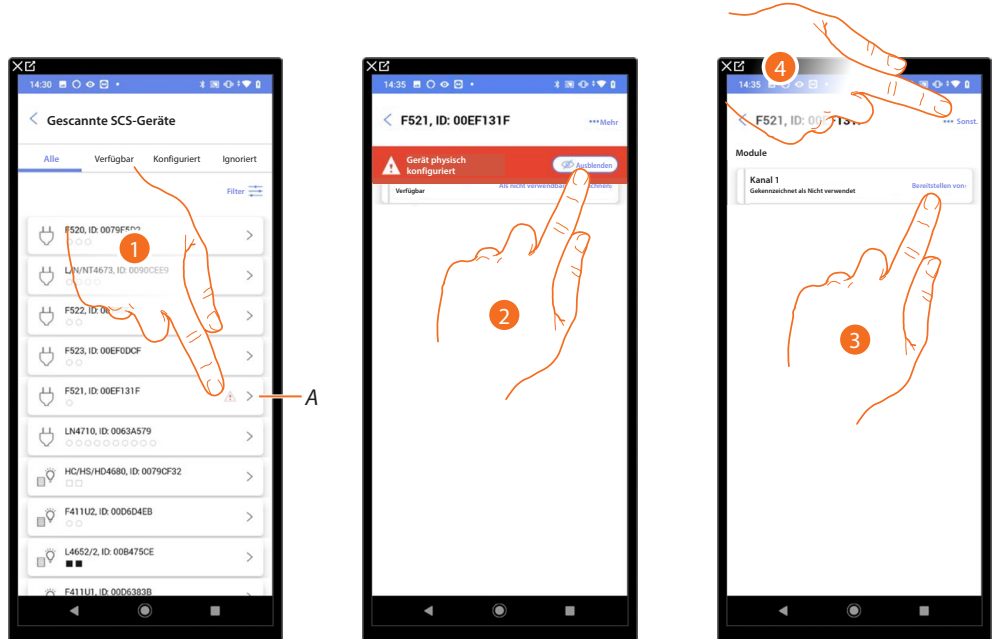 14:30
Gescannte SCS-Geräte
Alle Verfügbar Konfiguriert Ignoriert
Filter
1
F520, ID: 0079F5D2
L/N/NT4673, ID: 0090CEE9
F522, ID:
F523, ID: 00EF0DCF
F521, ID: 00EF131F
A
LN4710, ID: 0063A579
HC/HS/HD4680, ID: 0079CF32
F411U2, ID: 00D6D4EB
L4652/2, ID: 00B475CE
F411U1, ID: 00D6383B
14:35
F521, ID: 00EF131F
•••Mehr
Gerät physisch
konfiguriert
Ausblenden
Verfügbar
Als nicht
2
4
14:35
F521, ID:
••• Sonst.
Module
Kanal 1
Gekennzeichnet als Nicht verwendet
Bereitstellen von:
3